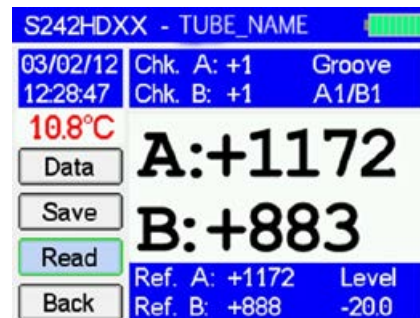 S242HDXX - TUBE_NAME
03/02/12 Chk. A: +1 Groove
12:28:47 Chk. B: +1 A1/B1
10.8°C
Data
Save
Read
Back
A:+1172
B:+883
Ref. A: +1172 Level
Ref. B: +888 -20.0